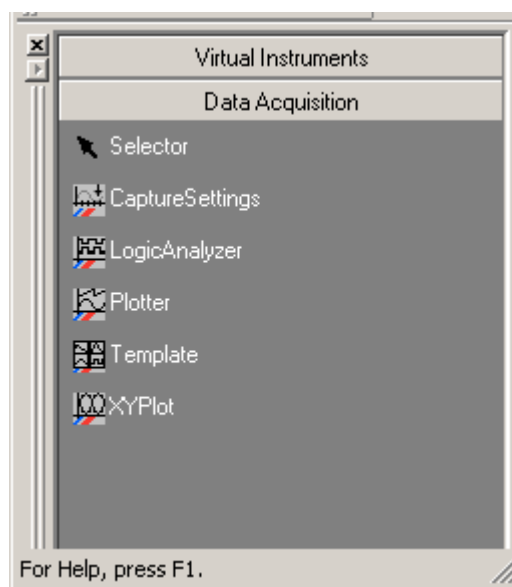 Virtual Instruments
Data Acquisition
Selector
CaptureSettings
LogicAnalyzer
Plotter
Template
XYPlot
For Help, press F1.